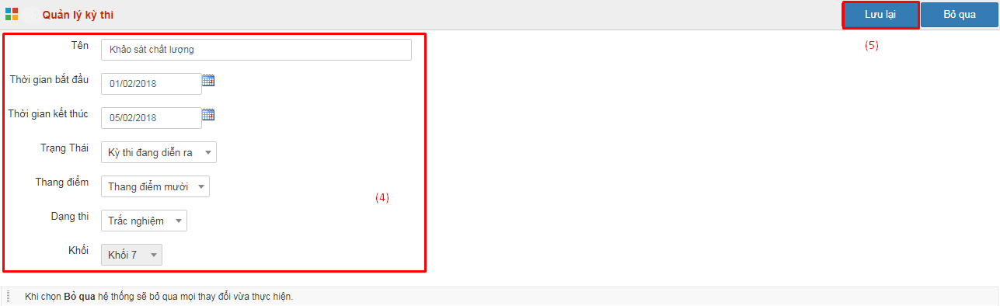 Quản lý kỳ thi
Lưu lại
Bỏ qua
(5)
Tên
Khảo sát chất lượng
Thời gian bắt đầu
01/02/2018
Thời gian kết thúc
05/02/2018
Trạng Thái
Kỳ thi đang diễn ra
Thang điểm
Thang điểm mười
(4)
Dạng thi
Trắc nghiệm
Khối
Khối 7
Khi chọn Bỏ qua hệ thống sẽ bỏ qua mọi thay đổi vừa thực hiện.